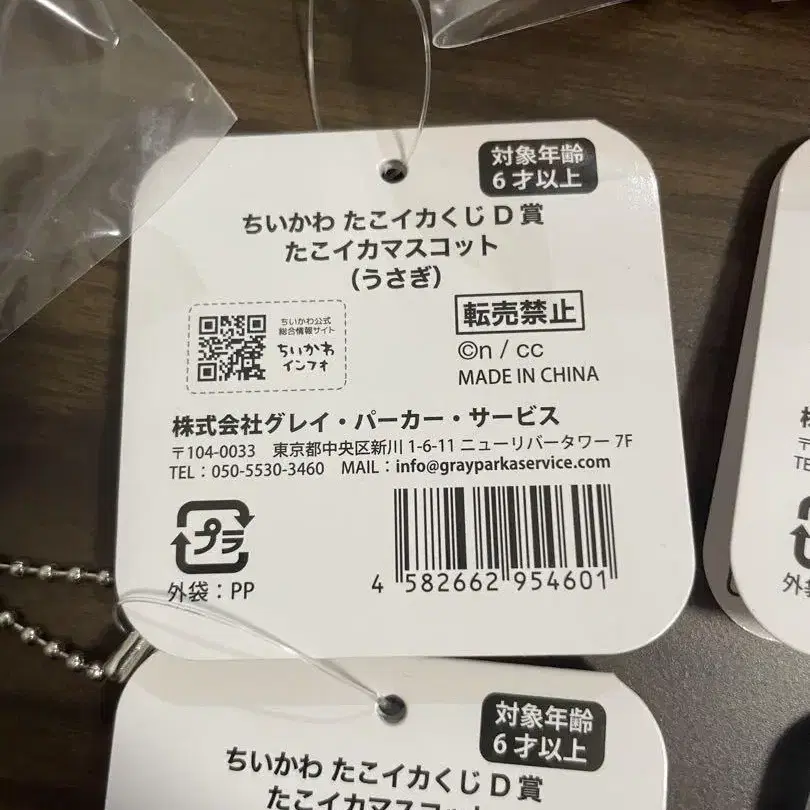 対象年齢
6才以上
ちいかわ たこイカくじ D 賞
たこイカマスコット
(うさぎ)
ちいかわ公式
総合情報サイト
ちいかわ
インフォ
転売禁止
©n / cc
MADE IN CHINA
株式会社グレイ・パーカー・サービス
〒104-0033 東京都中央区新川 1-6-11 ニューリバータワー 7F
TEL : 050-5530-3460 MAIL : info@grayparkaservice.com
プラ
外袋 : PP
4 582662 954601
対象年齢
6才以上
ちいかわ たこイカくじ D 賞
たこイカマスコット
株
〒
TE
外袋